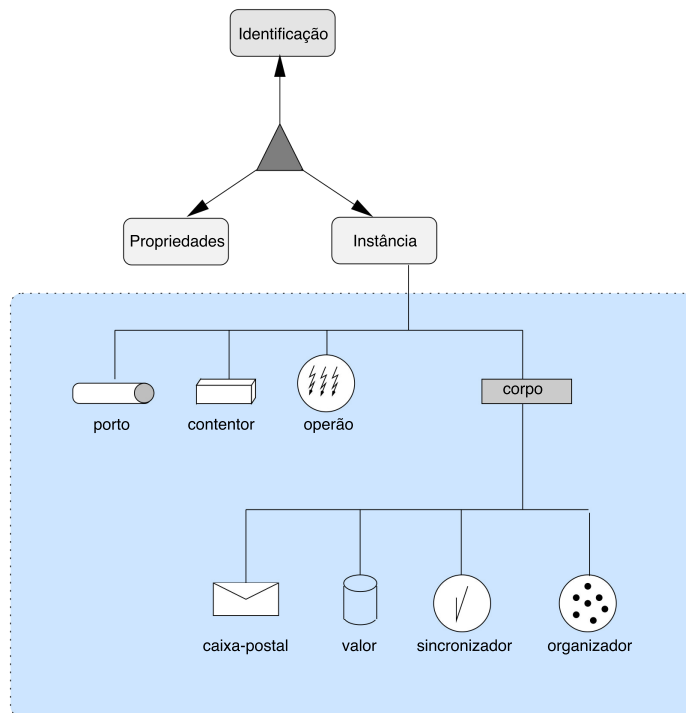 Identificação
Propriedades
Instância
corpo
porto
contentor
operão
caixa-postal
valor
sincronizador
organizador